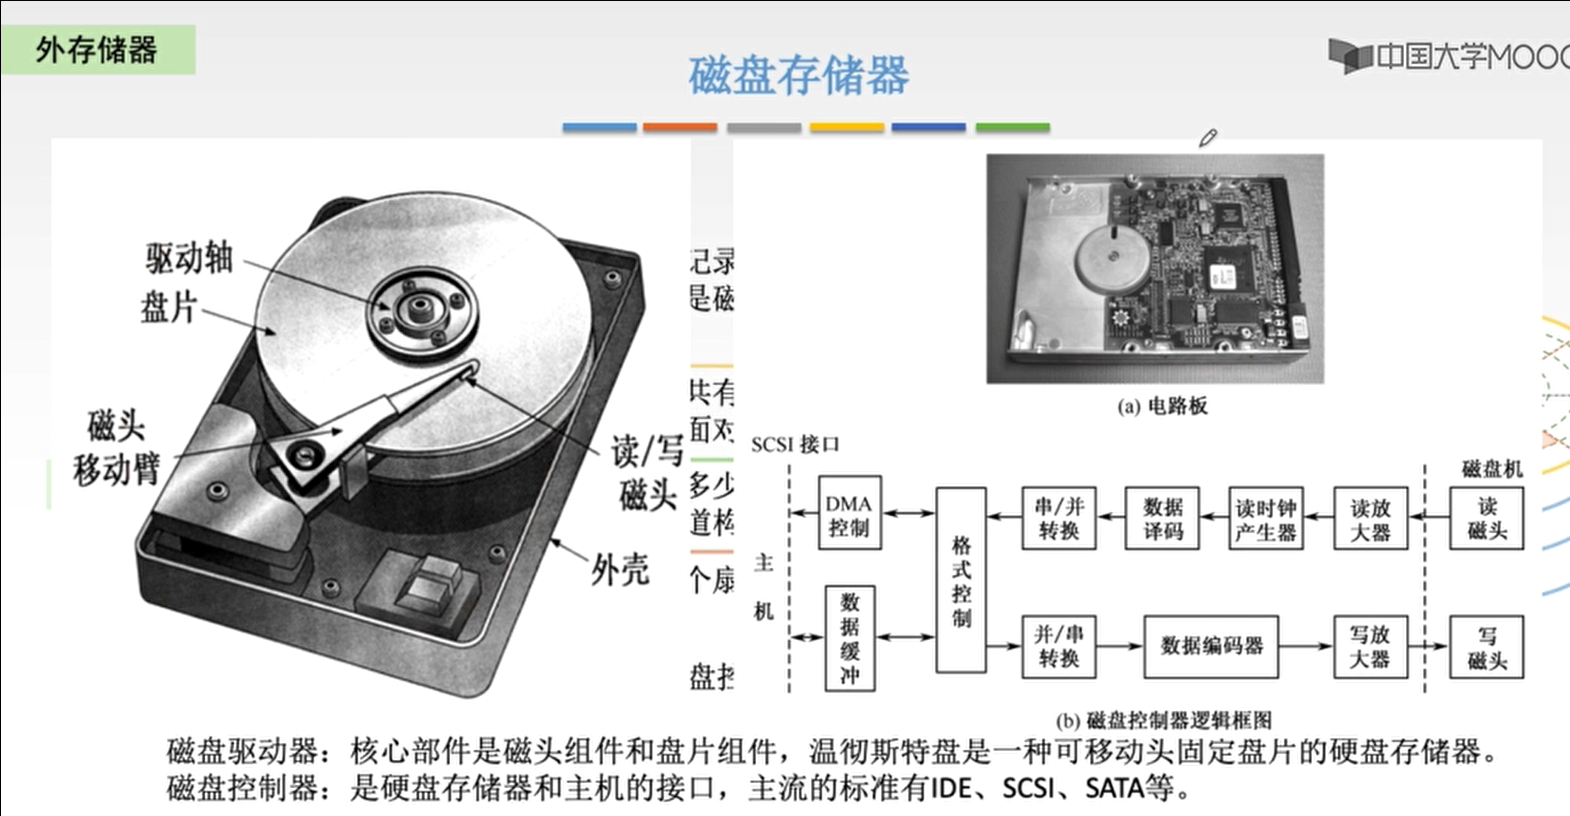 外存储器
磁盘存储器
中国大学MOOC
驱动轴
盘片
磁头
移动臂
读/写
磁头
外壳
记录
是磁
共有
面对
多少
个扇
(a) 电路板
SCSI 接口
磁盘机
主
机
DMA
控制
数
据
缓
冲
格
式
控
制
串/并
转换
数据
译码
读时钟
产生器
读放
大器
读
磁头
并/串
转换
数据编码器
写放
大器
写
磁头
(b) 磁盘控制器逻辑框图
磁盘驱动器：核心部件是磁头组件和盘片组件，温彻斯特盘是一种可移动头固定盘片的硬盘存储器。
磁盘控制器：是硬盘存储器和主机的接口，主流的标准有IDE、SCSI、SATA等。